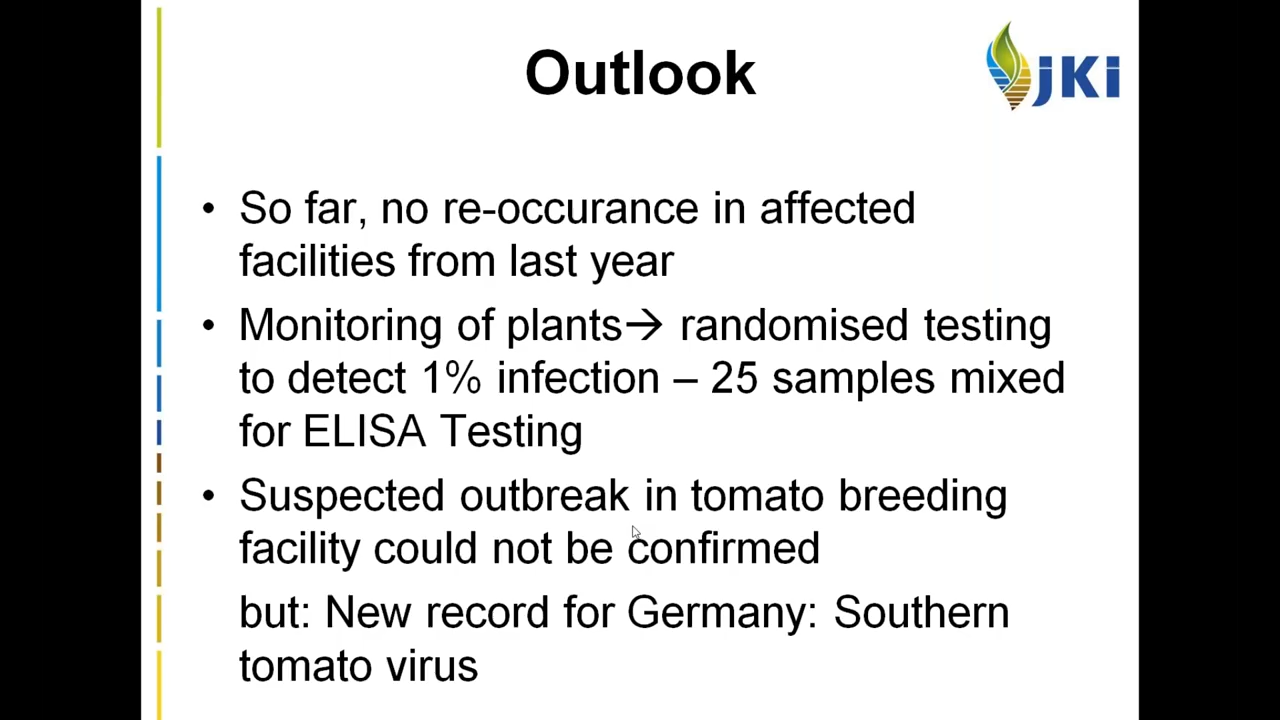 Outlook
JKI
• So far, no re-occurance in affected
facilities from last year
• Monitoring of plants→ randomised testing
to detect 1% infection – 25 samples mixed
for ELISA Testing
• Suspected outbreak in tomato breeding
facility could not be confirmed
but: New record for Germany: Southern
tomato virus